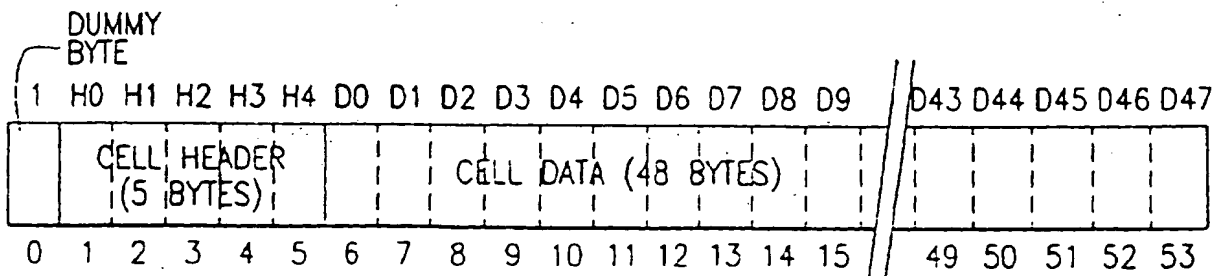 DUMMY
BYTE
1 H0 H1 H2 H3 H4 D0 D1 D2 D3 D4 D5 D6 D7 D8 D9 D43 D44 D45 D46 D47
CELL HEADER
(5 BYTES)
CELL DATA (48 BYTES)
0 1 2 3 4 5 6 7 8 9 10 11 12 13 14 15 49 50 51 52 53